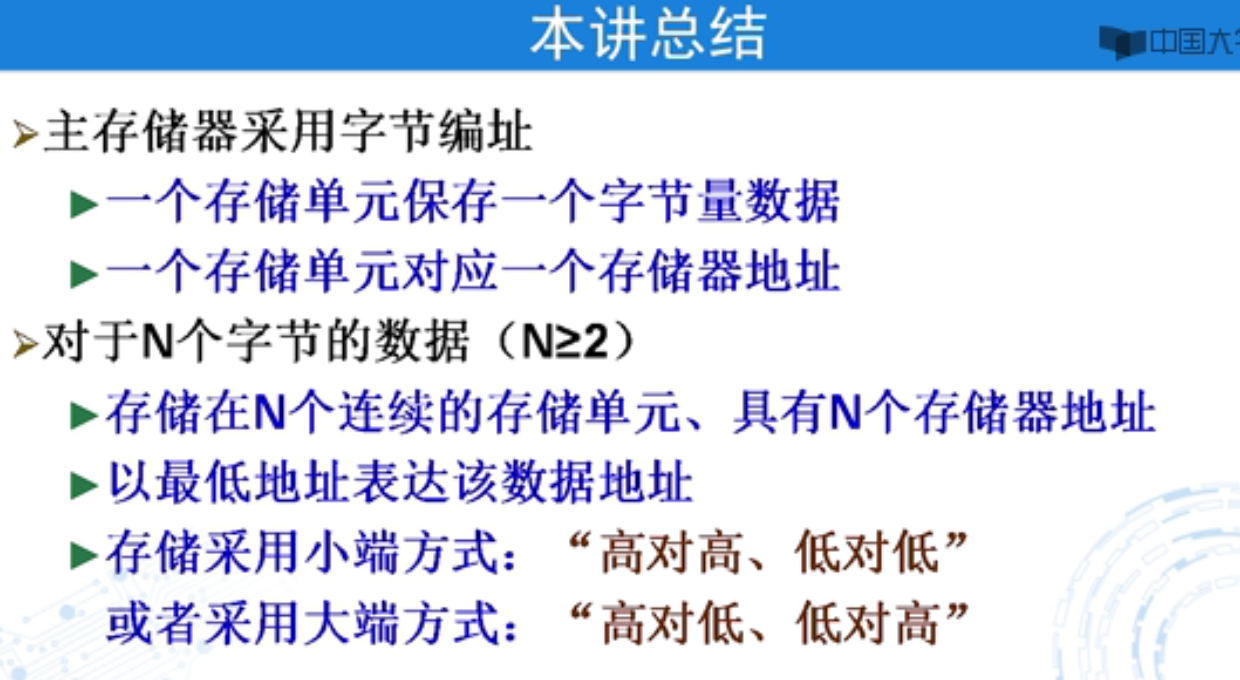 本讲总结
中国大
主存储器采用字节编址
一个存储单元保存一个字节量数据
一个存储单元对应一个存储器地址
对于N个字节的数据（N≥2）
存储在N个连续的存储单元、具有N个存储器地址
以最低地址表达该数据地址
存储采用小端方式：“高对高、低对低”
或者采用大端方式：“高对低、低对高”